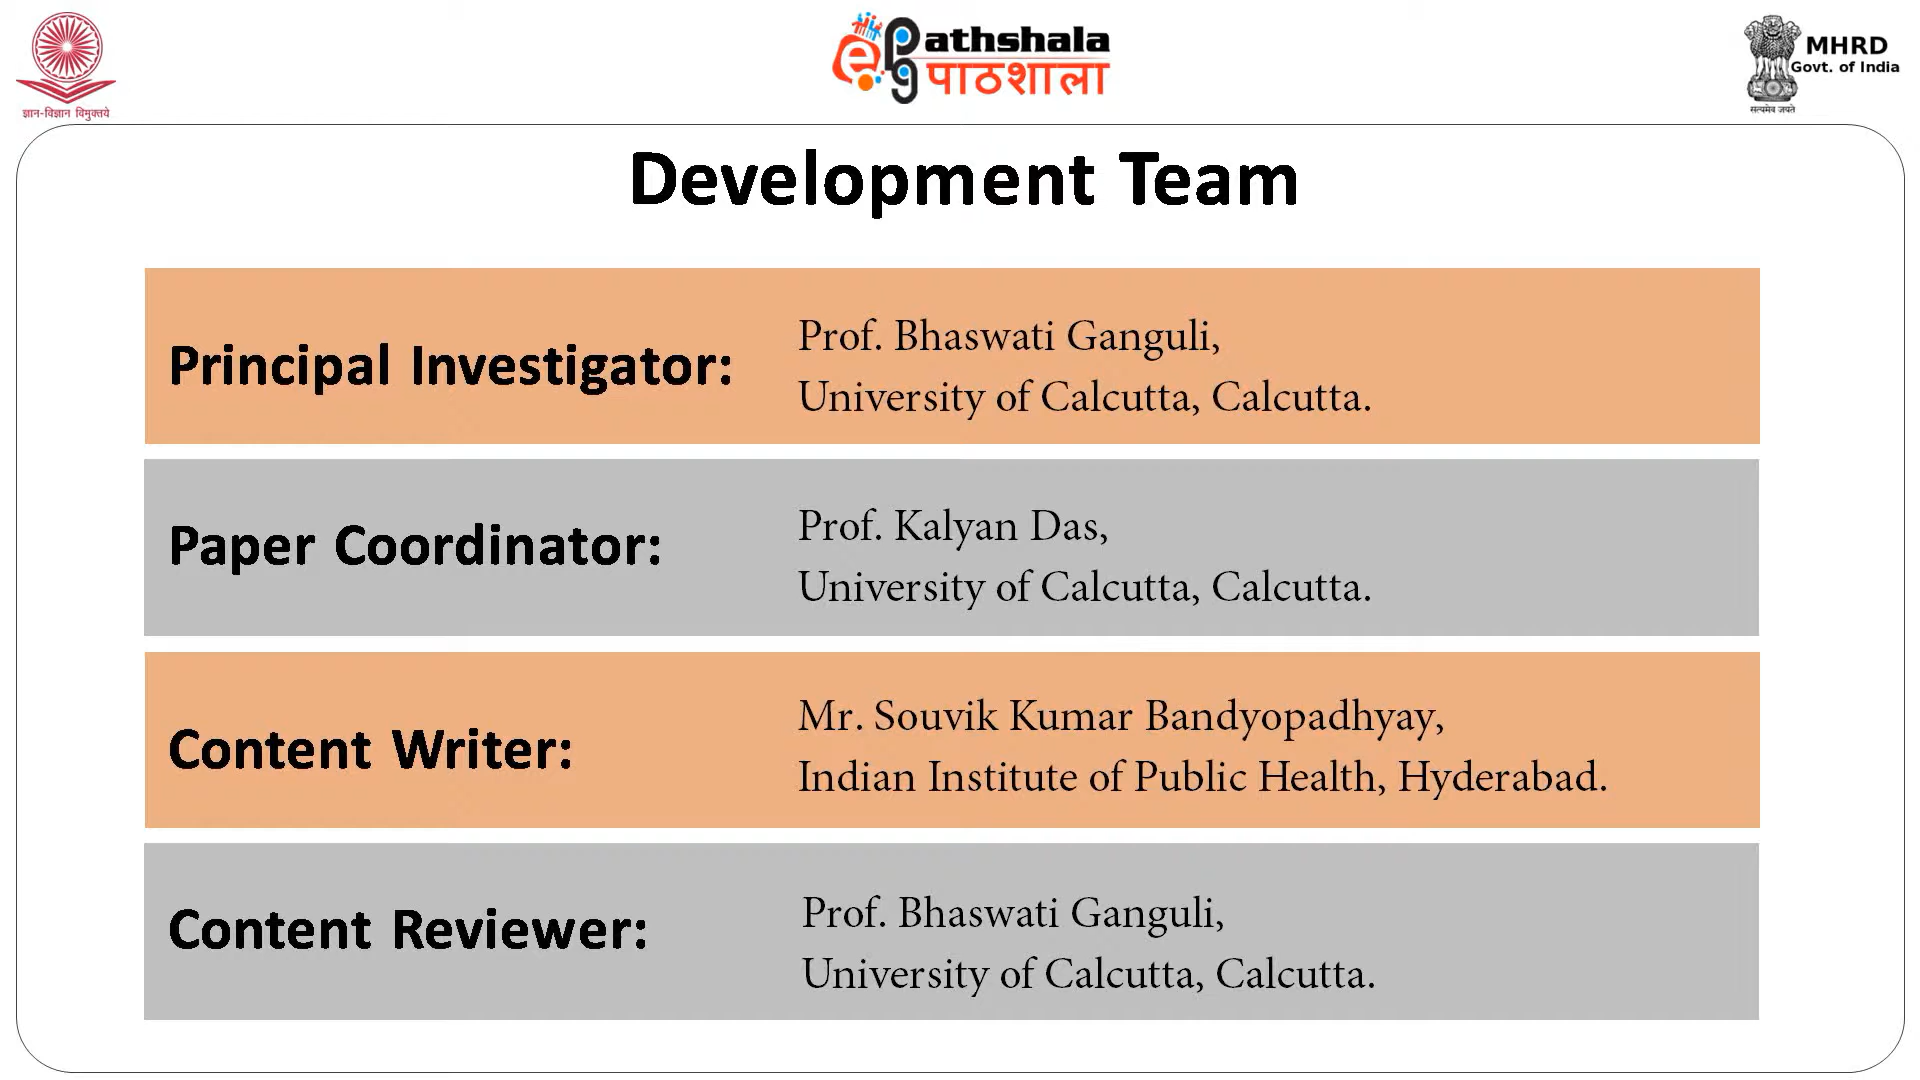 ज्ञान-विज्ञान विमुक्तये
ePG Pathshala
पाठशाला
MHRD
Govt. of India
सत्यमेव जयते
Development Team
Principal Investigator:
Prof. Bhaswati Ganguli,
University of Calcutta, Calcutta.
Paper Coordinator:
Prof. Kalyan Das,
University of Calcutta, Calcutta.
Content Writer:
Mr. Souvik Kumar Bandyopadhyay,
Indian Institute of Public Health, Hyderabad.
Content Reviewer:
Prof. Bhaswati Ganguli,
University of Calcutta, Calcutta.